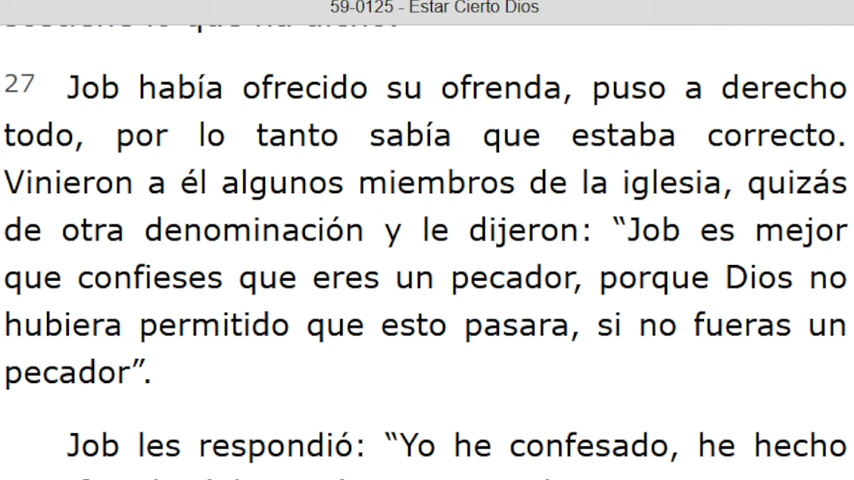 59-0125 - Estar Cierto Dios
27 Job había ofrecido su ofrenda, puso a derecho
todo, por lo tanto sabía que estaba correcto.
Vinieron a él algunos miembros de la iglesia, quizás
de otra denominación y le dijeron: “Job es mejor
que confieses que eres un pecador, porque Dios no
hubiera permitido que esto pasara, si no fueras un
pecador”.
Job les respondió: “Yo he confesado, he hecho